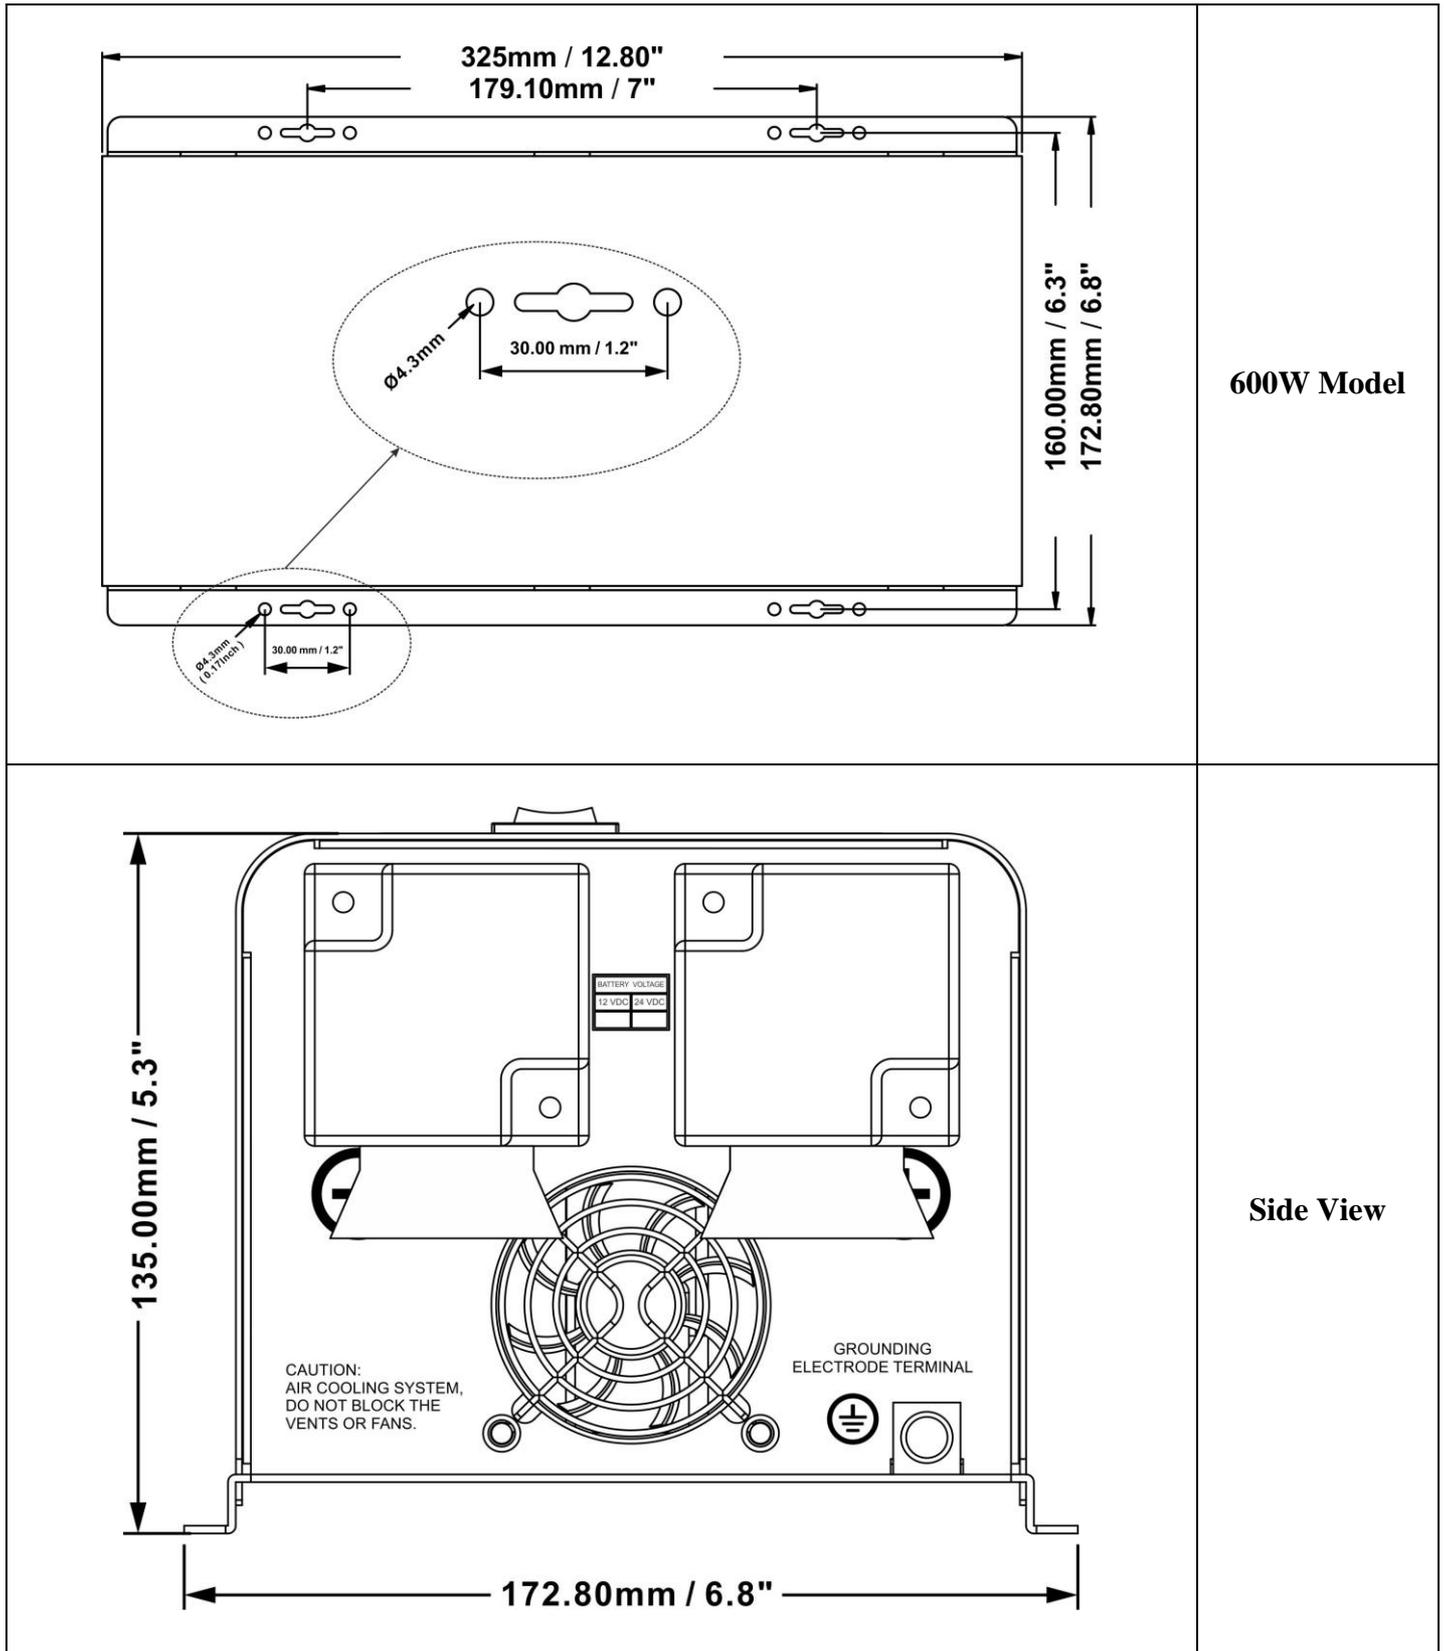 325mm / 12.80"
179.10mm / 7"
160.00mm / 6.3"
172.80mm / 6.8"
Ø4.3mm
30.00 mm / 1.2"
Ø4.3mm
( 0.17Inch )
30.00 mm / 1.2"
600W Model
135.00mm / 5.3"
BATTERY VOLTAGE
12 VDC 24 VDC
CAUTION:
AIR COOLING SYSTEM,
DO NOT BLOCK THE
VENTS OR FANS.
GROUNDING
ELECTRODE TERMINAL
172.80mm / 6.8"
Side View